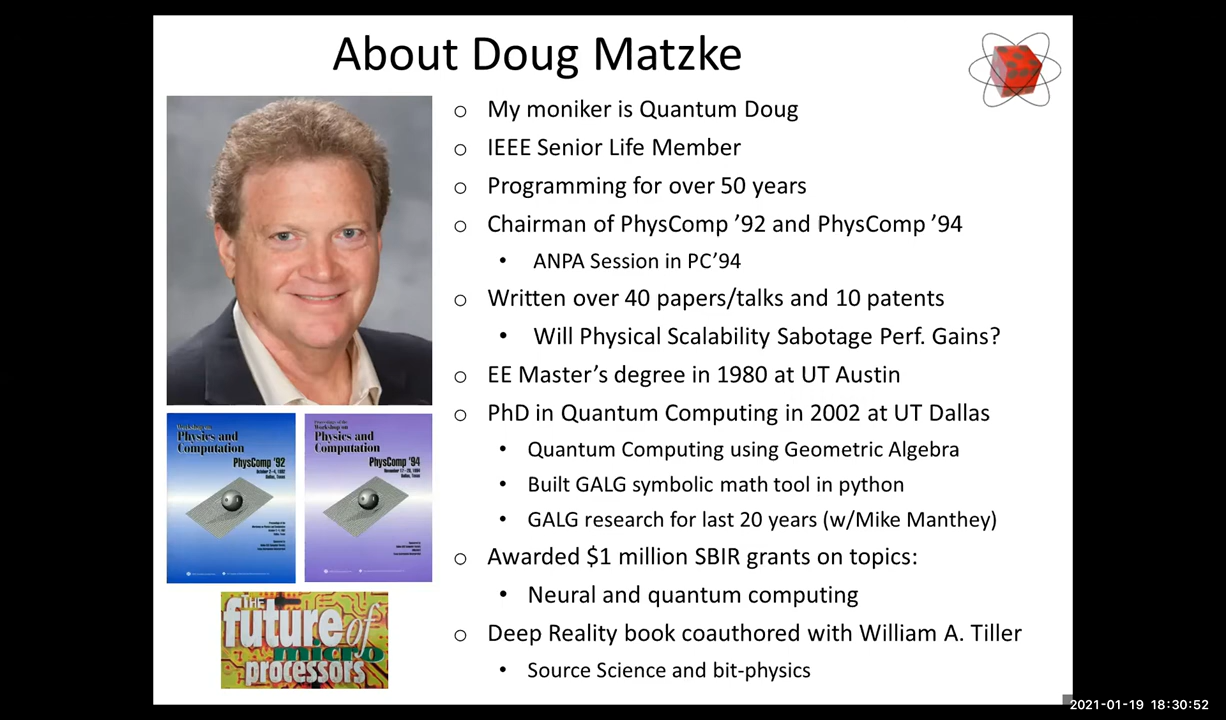 About Doug Matzke
o My moniker is Quantum Doug
o IEEE Senior Life Member
o Programming for over 50 years
o Chairman of PhysComp ’92 and PhysComp ’94
• ANPA Session in PC’94
o Written over 40 papers/talks and 10 patents
• Will Physical Scalability Sabotage Perf. Gains?
o EE Master’s degree in 1980 at UT Austin
o PhD in Quantum Computing in 2002 at UT Dallas
• Quantum Computing using Geometric Algebra
• Built GALG symbolic math tool in python
• GALG research for last 20 years (w/Mike Manthey)
o Awarded $1 million SBIR grants on topics:
• Neural and quantum computing
o Deep Reality book coauthored with William A. Tiller
• Source Science and bit-physics
Workshop on
Physics and
Computation
PhysComp '92
October 2-4, 1992
Dallas, Texas
Proceedings of the
Workshop on
Physics and
Computation
PhysComp '94
November 17-20, 1994
Dallas, Texas
THE
future of
micro
processors
2021-01-19 18:30:52